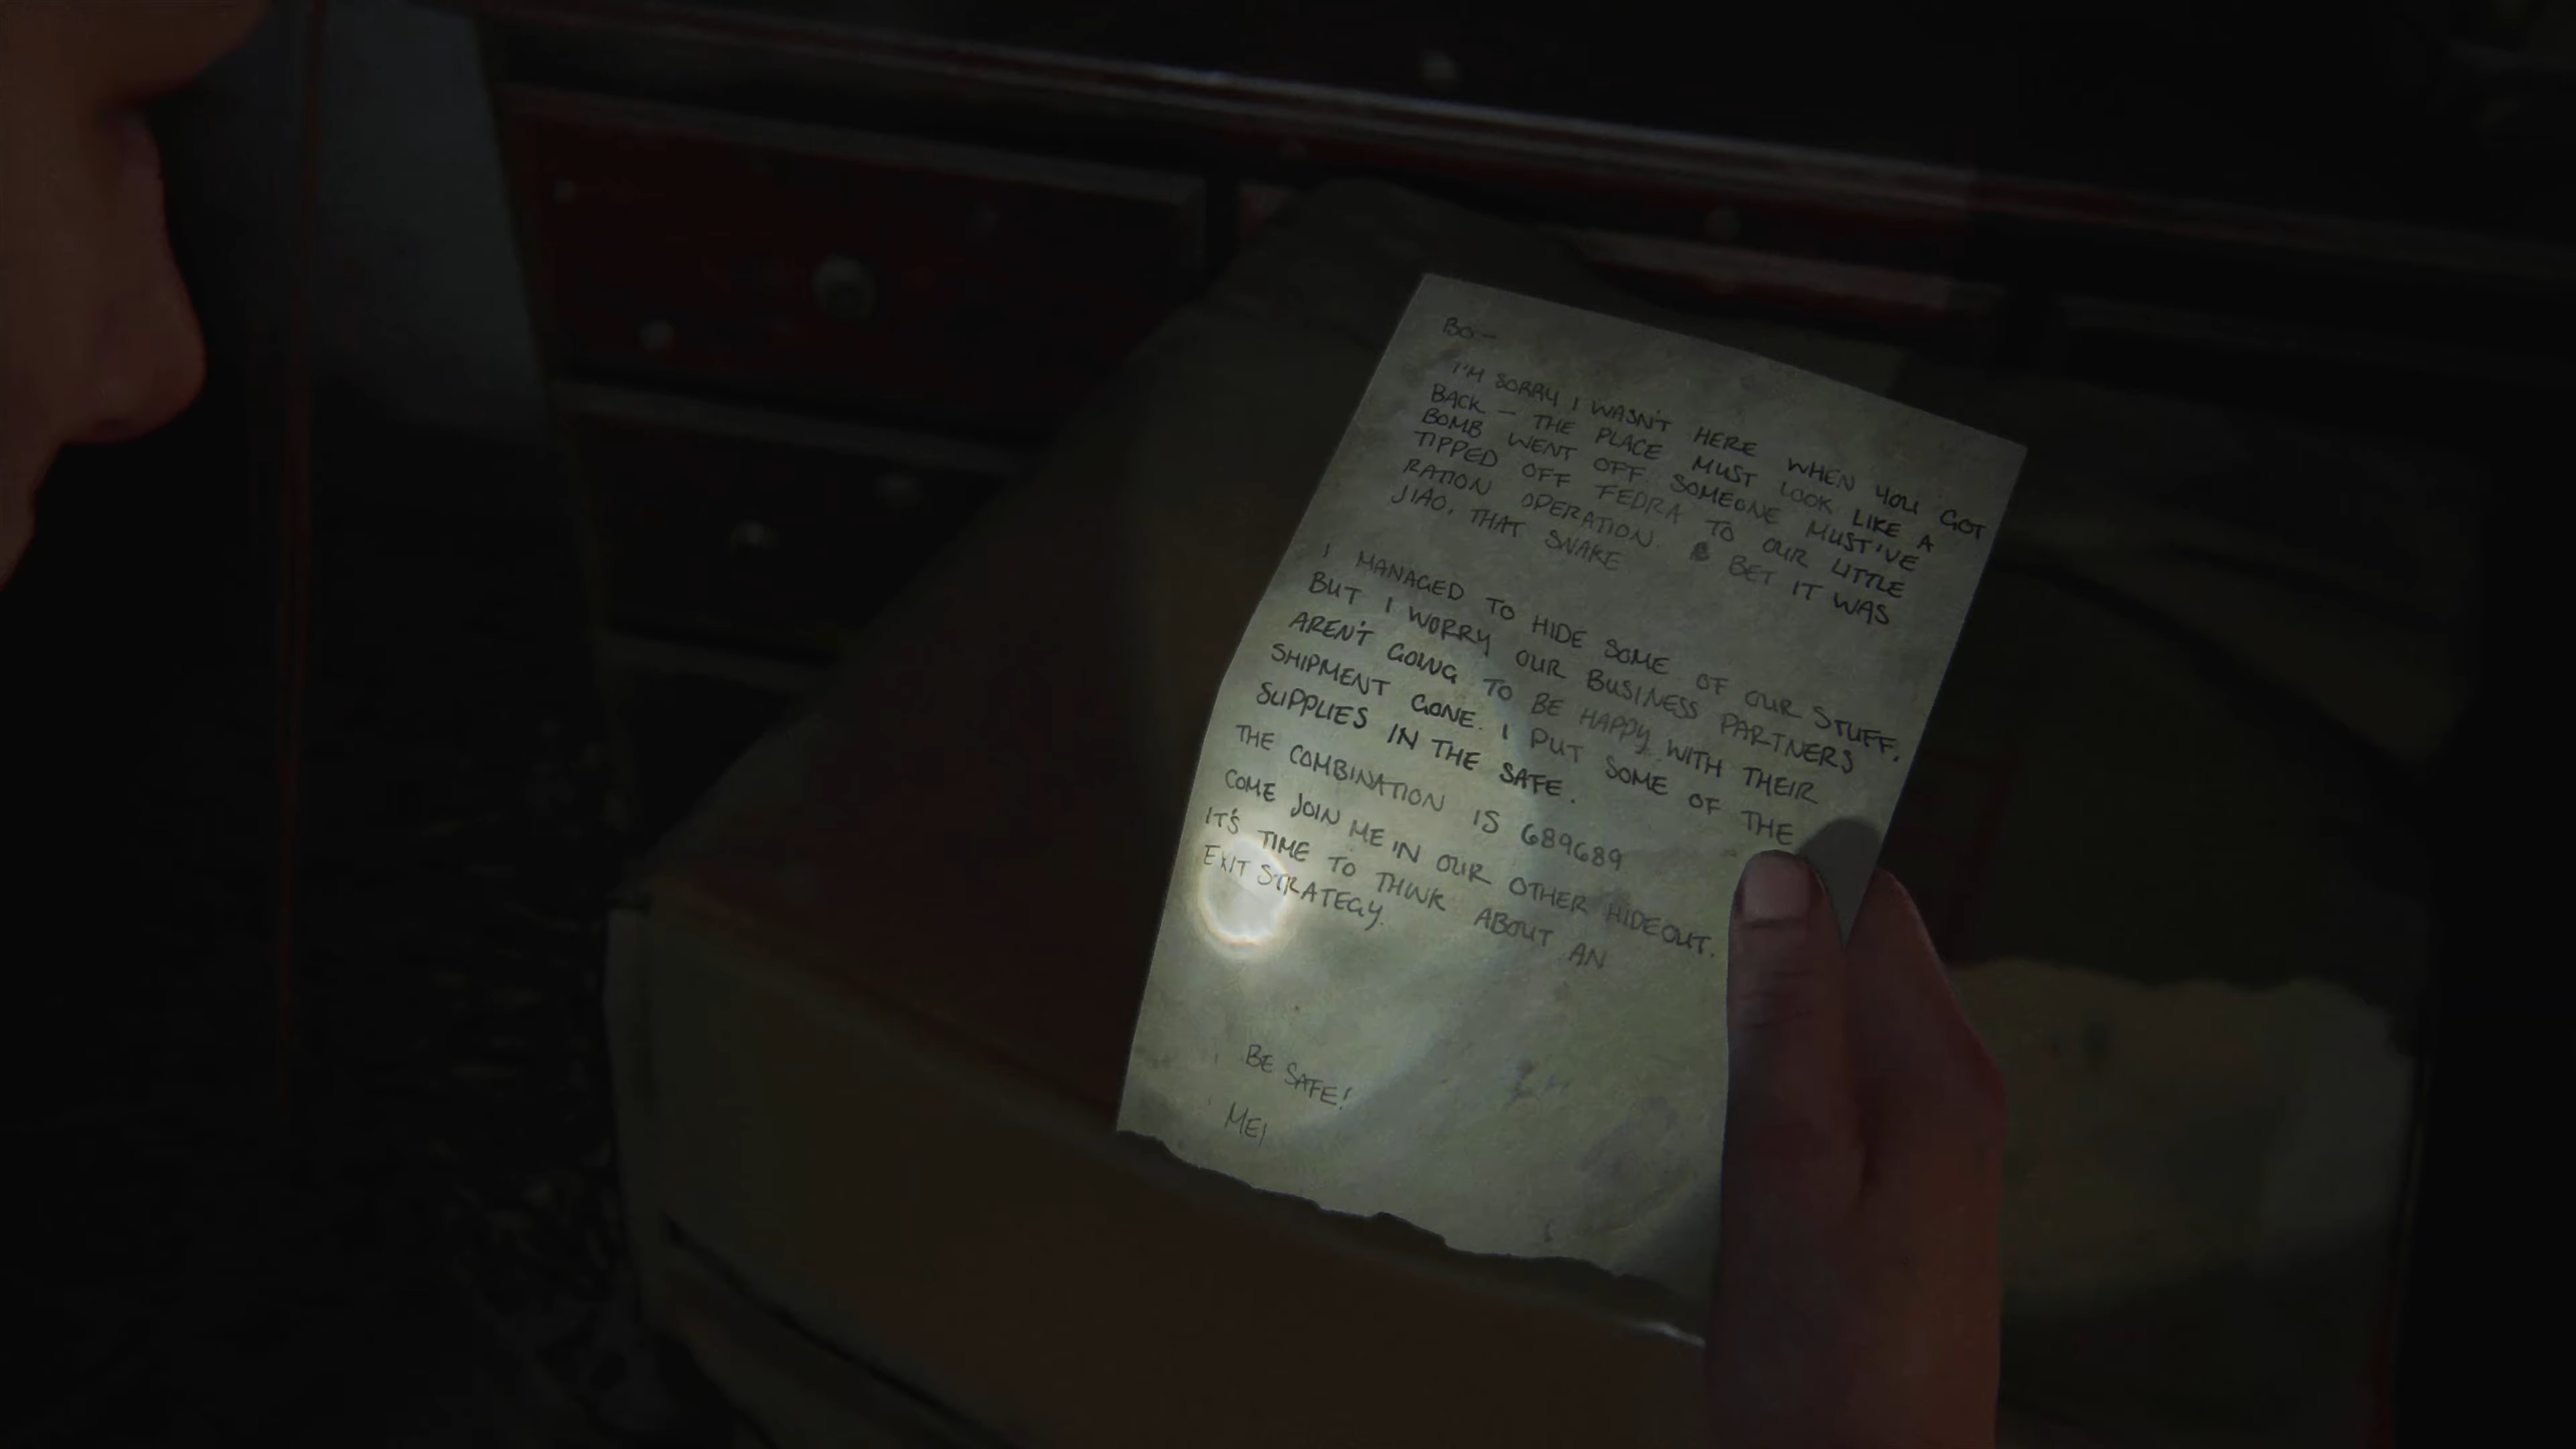 BO—
I'M SORRY I WASN'T HERE WHEN YOU GOT
BACK — THE PLACE MUST LOOK LIKE A
BOMB WENT OFF. SOMEONE MUST'VE
TIPPED OFF FEDRA TO OUR LITTLE
RATION OPERATION. BET IT WAS
JIAO, THAT SNAKE
I MANAGED TO HIDE SOME OF OUR STUFF.
BUT I WORRY OUR BUSINESS PARTNERS
AREN'T GOING TO BE HAPPY WITH THEIR
SHIPMENT GONE. I PUT SOME OF THE
SUPPLIES IN THE SAFE.
THE COMBINATION IS 689689
COME JOIN ME IN OUR OTHER HIDEOUT.
IT'S TIME TO THINK ABOUT AN
EXIT STRATEGY.
BE SAFE!
MEI